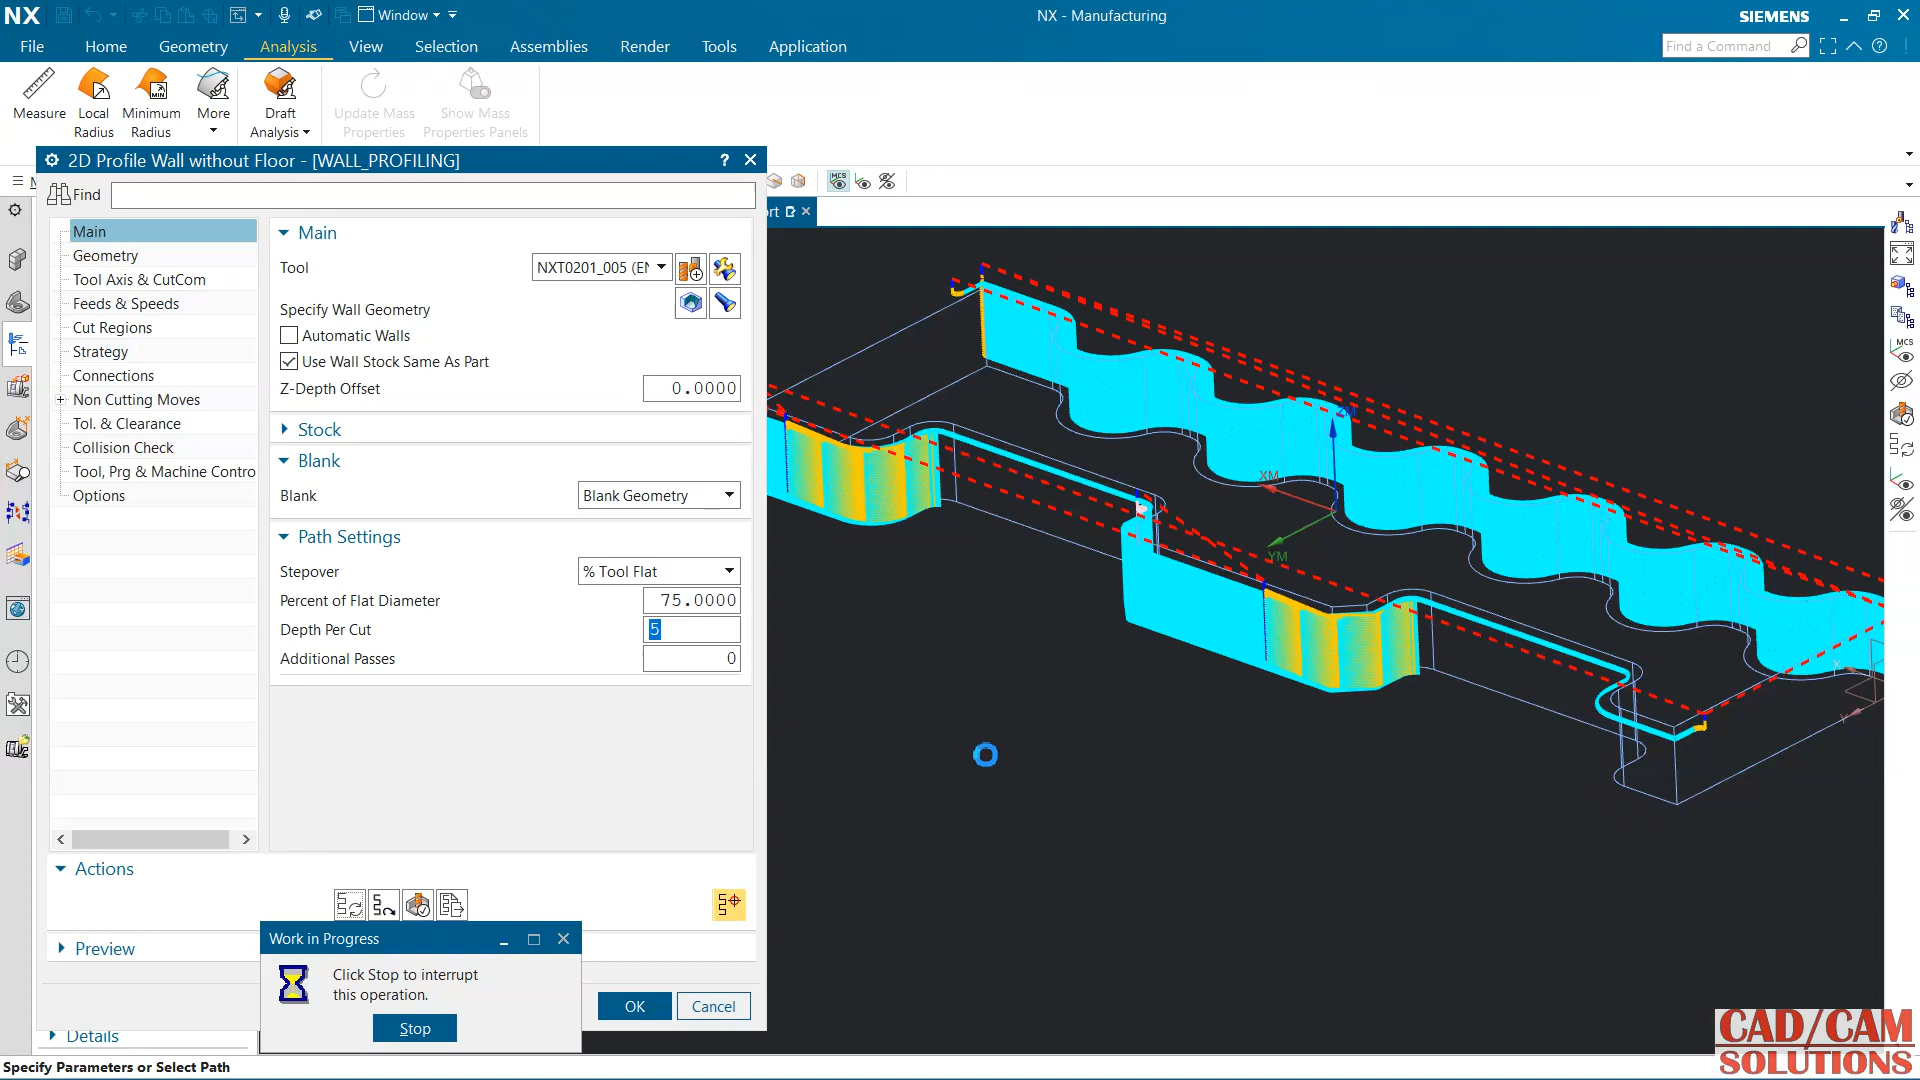 NX
Window
NX - Manufacturing
SIEMENS
File
Home
Geometry
Analysis
View
Selection
Assemblies
Render
Tools
Application
Find a Command
Measure
Local
Radius
Minimum
Radius
More
Draft
Analysis
Update Mass
Properties
Show Mass
Properties Panels
2D Profile Wall without Floor - [WALL_PROFILING]
?
Find
Main
Geometry
Tool Axis & CutCom
Feeds & Speeds
Cut Regions
Strategy
Connections
Non Cutting Moves
Tol. & Clearance
Collision Check
Tool, Prg & Machine Contro
Options
Main
Tool
NXT0201_005 (EN
Specify Wall Geometry
Automatic Walls
Use Wall Stock Same As Part
Z-Depth Offset
0.0000
Stock
Blank
Blank
Blank Geometry
Path Settings
Stepover
% Tool Flat
Percent of Flat Diameter
75.0000
Depth Per Cut
5
Additional Passes
0
Actions
Preview
Work in Progress
Click Stop to interrupt
this operation.
Stop
OK
Cancel
Details
MCS
rt
XM
YM
ZM
X
Y
MCS
Specify Parameters or Select Path
CAD/CAM
SOLUTIONS